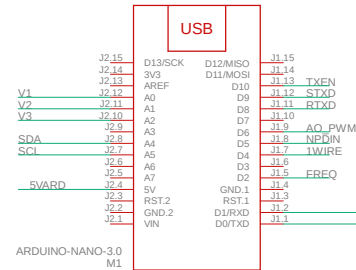 USB
J2.15 D13/SCK D12/MISO J1.15
J2.14 3V3 D11/MOSI J1.14
J2.13 AREF D10 J1.13 TXEN
V1 J2.12 A0 D9 J1.12 STXD
V2 J2.11 A1 D8 J1.11 RTXD
V3 J2.10 A2 D7 J1.10
J2.9 A3 D6 J1.9 AO_PWM
SDA J2.8 A4 D5 J1.8 NPDIN
SCL J2.7 A5 D4 J1.7 1WIRE
J2.6 A6 D3 J1.6
J2.5 A7 D2 J1.5 FREQ
5VARD J2.4 5V GND.1 J1.4
J2.3 RST.2 RST.1 J1.3
J2.2 GND.2 D1/RXD J1.2
J2.1 VIN D0/TXD J1.1
ARDUINO-NANO-3.0
M1